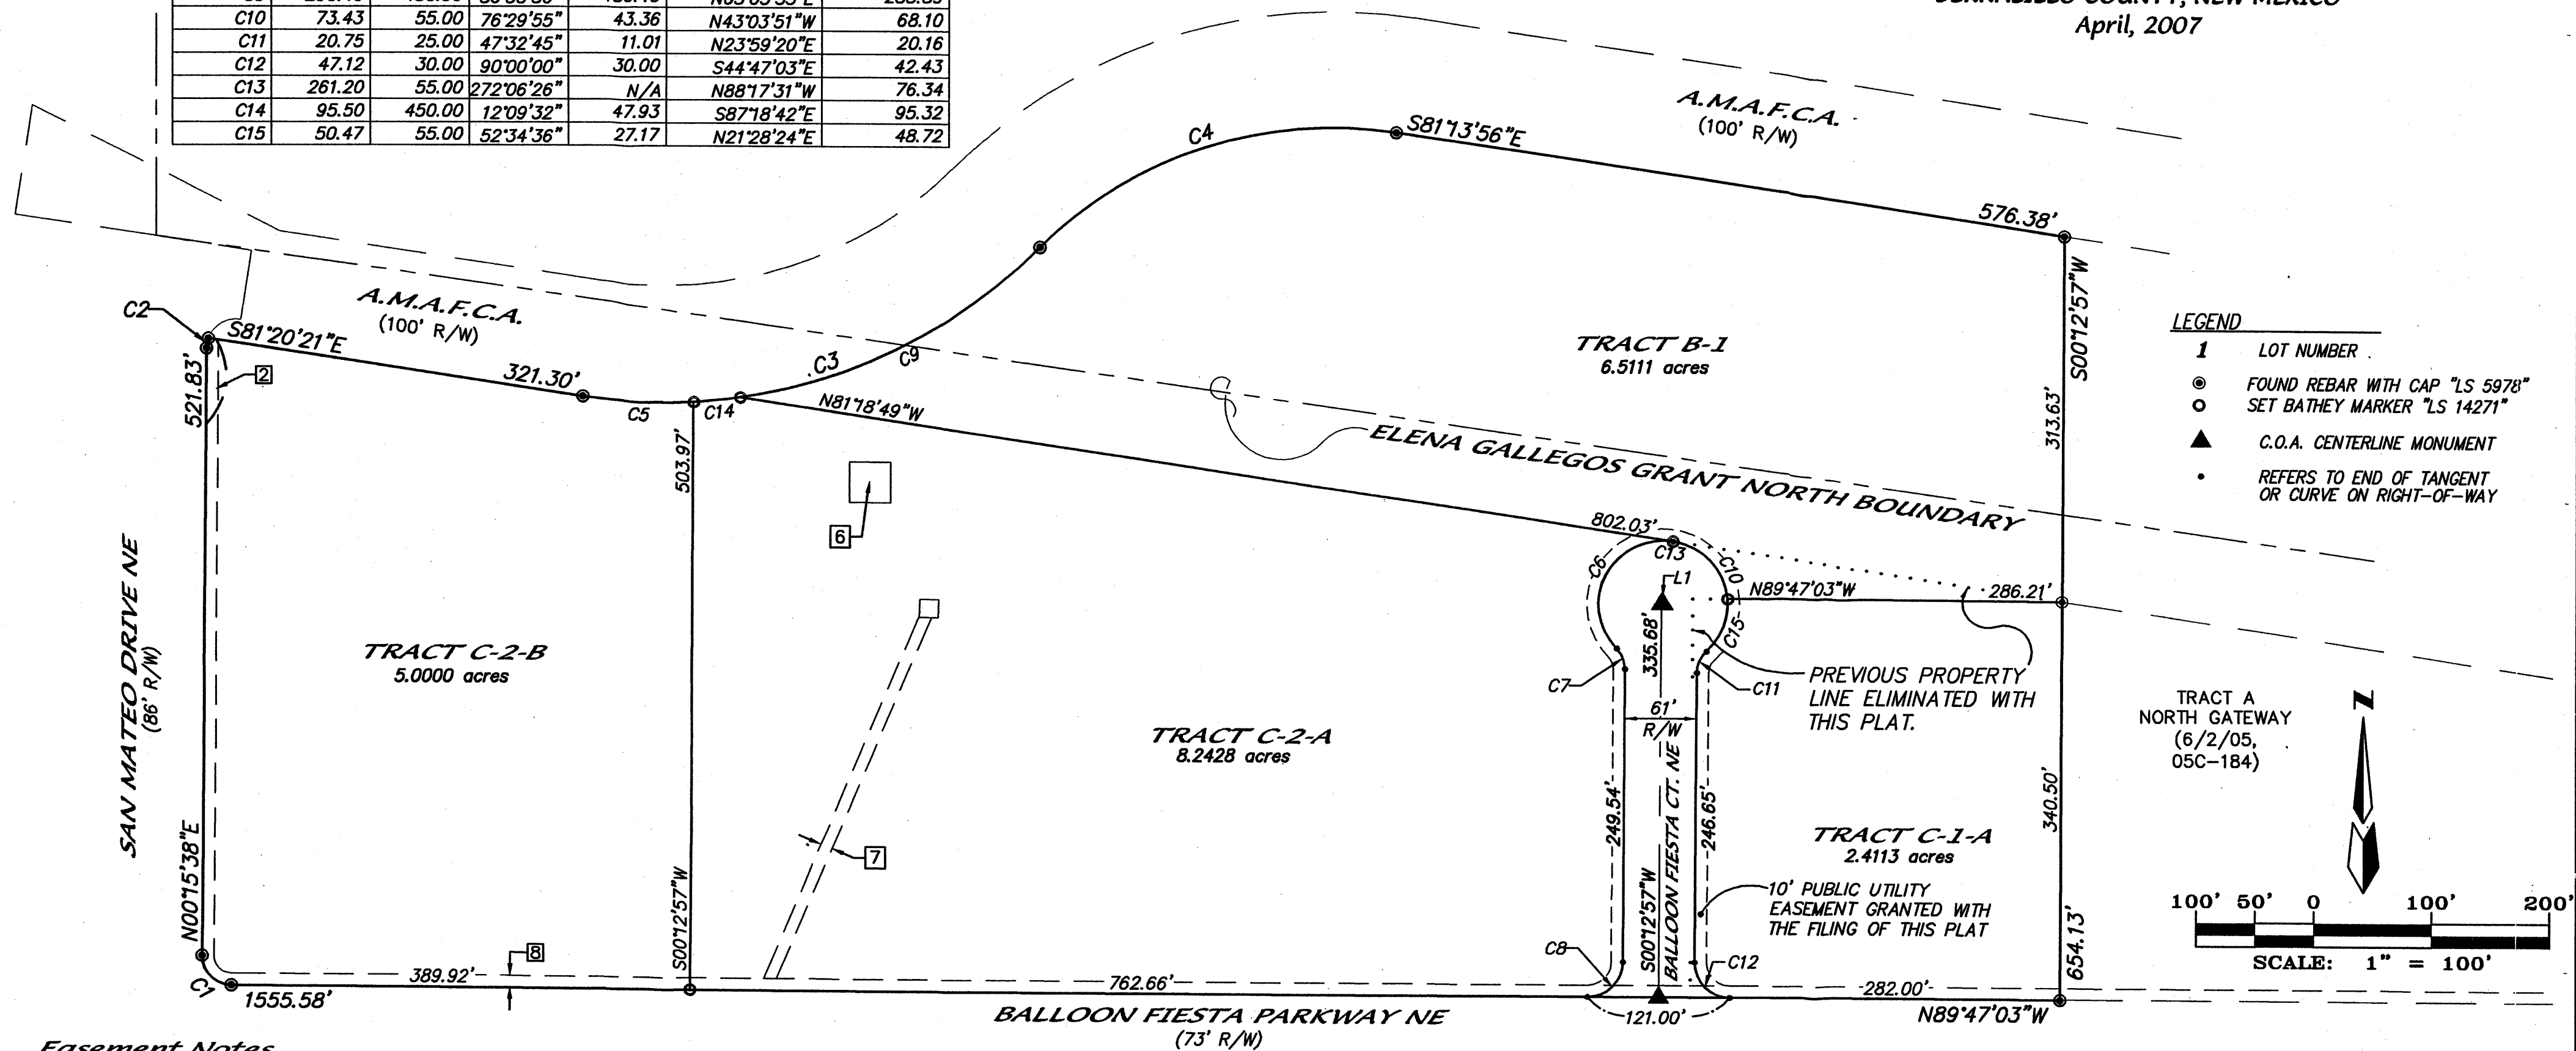 C10 73.43 55.00 76°29'55" 43.36 N43°03'51"W 68.10
C11 20.75 25.00 47°32'45" 11.01 N23°59'20"E 20.16
C12 47.12 30.00 90°00'00" 30.00 S44°47'03"E 42.43
C13 261.20 55.00 272°06'26" N/A N88°17'31"W 76.34
C14 95.50 450.00 12°09'32" 47.93 S87°18'42"E 95.32
C15 50.47 55.00 52°34'36" 27.17 N21°28'24"E 48.72
BERNALILLO COUNTY, NEW MEXICO
April, 2007
A.M.A.F.C.A.
(100' R/W)
C4
S81°13'56"E
576.38'
C2
S81°20'21"E
A.M.A.F.C.A.
(100' R/W)
321.30'
C5
C14
C3
C9
N81°18'49"W
802.03'
TRACT B-1
6.5111 acres
ELENA GALLEGOS GRANT NORTH BOUNDARY
S00°12'57"W
313.63'
LEGEND
1 LOT NUMBER
FOUND REBAR WITH CAP "LS 5978"
SET BATHEY MARKER "LS 14271"
C.O.A. CENTERLINE MONUMENT
REFERS TO END OF TANGENT
OR CURVE ON RIGHT-OF-WAY
521.83'
2
503.97'
6
C6
C13
C10
L1
N89°47'03"W
286.21'
C15
335.68'
SAN MATEO DRIVE NE
(86' R/W)
TRACT C-2-B
5.0000 acres
TRACT C-2-A
8.2428 acres
C7
C11
PREVIOUS PROPERTY
LINE ELIMINATED WITH
THIS PLAT.
61'
R/W
TRACT A
NORTH GATEWAY
(6/2/05,
05C-184)
N
7
249.54'
246.65'
340.50'
TRACT C-1-A
2.4113 acres
10' PUBLIC UTILITY
EASEMENT GRANTED WITH
THE FILING OF THIS PLAT
N00°15'38"E
S00°12'57"W
S00°12'57"W
BALLOON FIESTA CT. NE
654.13'
100' 50' 0 100' 200'
SCALE: 1" = 100'
C8
C12
8
C1
389.92'
1555.58'
762.66'
282.00'
121.00'
BALLOON FIESTA PARKWAY NE
(73' R/W)
N89°47'03"W
Easement Notes